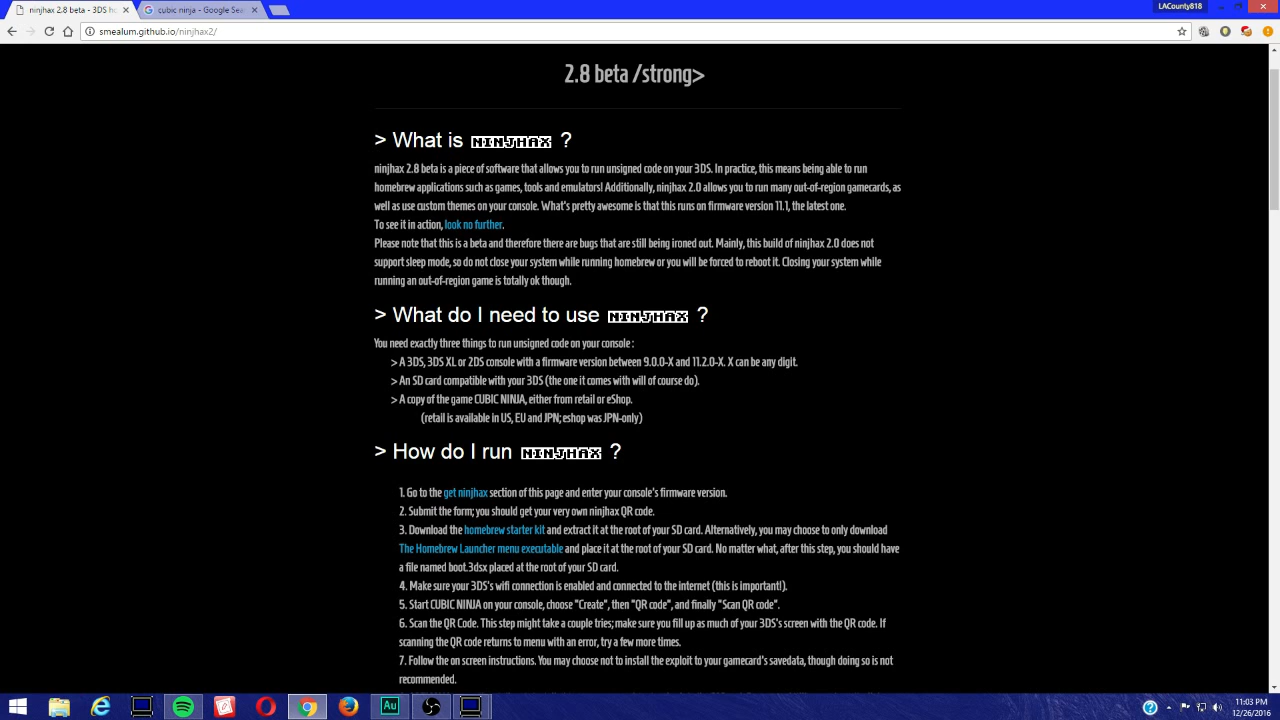 ninjhax 2.8 beta - 3DS ho
cubic ninja - Google Sea
LACounty818
smealum.github.io/ninjhax2/
2.8 beta /strong>
> What is NINJHAX ?
ninjhax 2.8 beta is a piece of software that allows you to run unsigned code on your 3DS. In practice, this means being able to run
homebrew applications such as games, tools and emulators! Additionally, ninjhax 2.0 allows you to run many out-of-region gamecards, as
well as use custom themes on your console. What's pretty awesome is that this runs on firmware version 11.1, the latest one.
To see it in action, look no further.
Please note that this is a beta and therefore there are bugs that are still being ironed out. Mainly, this build of ninjhax 2.0 does not
support sleep mode, so do not close your system while running homebrew or you will be forced to reboot it. Closing your system while
running an out-of-region game is totally ok though.
> What do I need to use NINJHAX ?
You need exactly three things to run unsigned code on your console :
> A 3DS, 3DS XL or 2DS console with a firmware version between 9.0.0-X and 11.2.0-X. X can be any digit.
> An SD card compatible with your 3DS (the one it comes with will of course do).
> A copy of the game CUBIC NINJA, either from retail or eShop.
(retail is available in US, EU and JPN; eshop was JPN-only)
> How do I run NINJHAX ?
1. Go to the get ninjhax section of this page and enter your console's firmware version.
2. Submit the form; you should get your very own ninjhax QR code.
3. Download the homebrew starter kit and extract it at the root of your SD card. Alternatively, you may choose to only download
The Homebrew Launcher menu executable and place it at the root of your SD card. No matter what, after this step, you should have
a file named boot.3dsx placed at the root of your SD card.
4. Make sure your 3DS's wifi connection is enabled and connected to the internet (this is important!).
5. Start CUBIC NINJA on your console, choose "Create", then "QR code", and finally "Scan QR code".
6. Scan the QR Code. This step might take a couple tries; make sure you fill up as much of your 3DS's screen with the QR code. If
scanning the QR code returns to menu with an error, try a few more times.
7. Follow the on screen instructions. You may choose not to install the exploit to your gamecard's savedata, though doing so is not
recommended.
Au
11:03 PM
12/26/2016